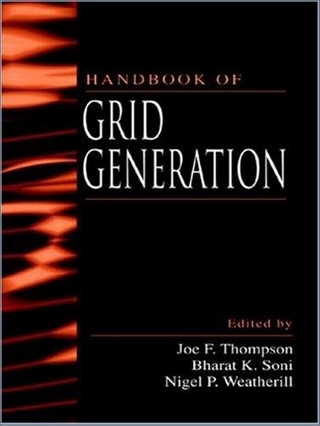 HANDBOOK OF
GRID
GENERATION
Edited by
Joe F. Thompson
Bharat K. Soni
Nigel P. Weatherill